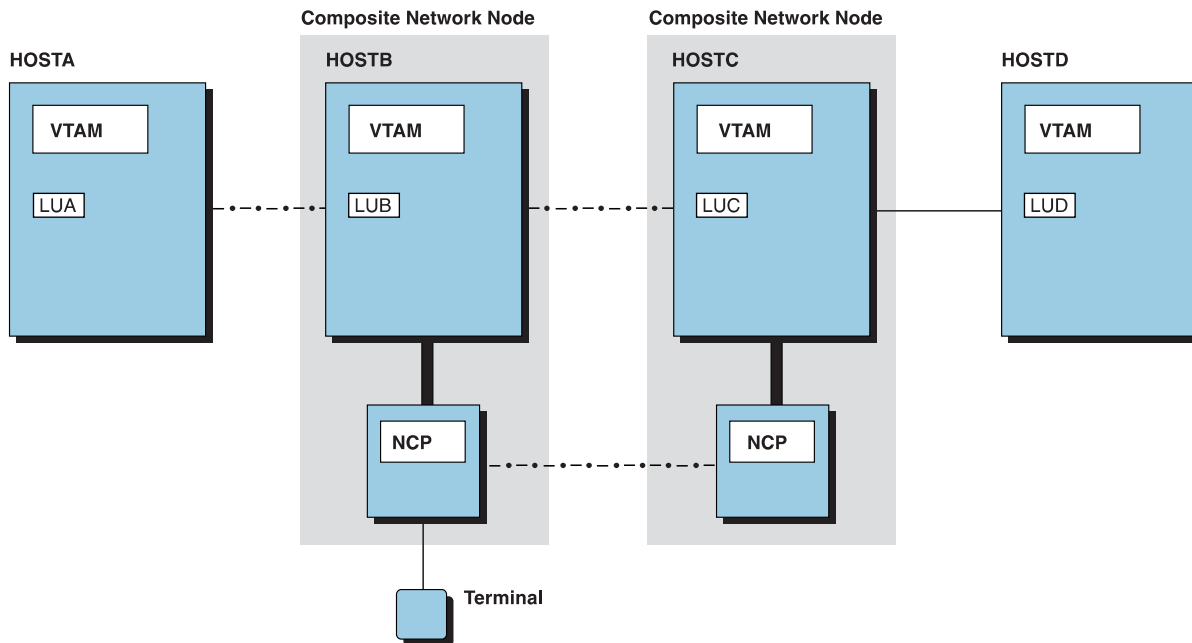 Composite Network Node
Composite Network Node
HOSTA
HOSTB
HOSTC
HOSTD
VTAM
VTAM
VTAM
VTAM
LUA
LUB
LUC
LUD
NCP
NCP
Terminal